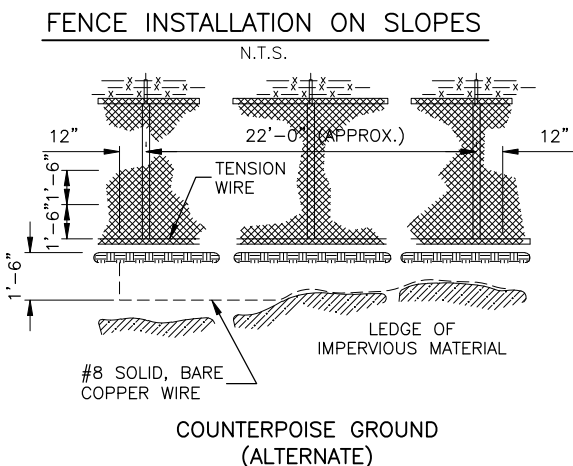 FENCE INSTALLATION ON SLOPES
N.T.S.
12"
22'-0" (APPROX.)
12"
TENSION
WIRE
1'-6"
1'-6"
1'-6"
LEDGE OF
IMPERVIOUS MATERIAL
#8 SOLID, BARE
COPPER WIRE
COUNTERPOISE GROUND
(ALTERNATE)